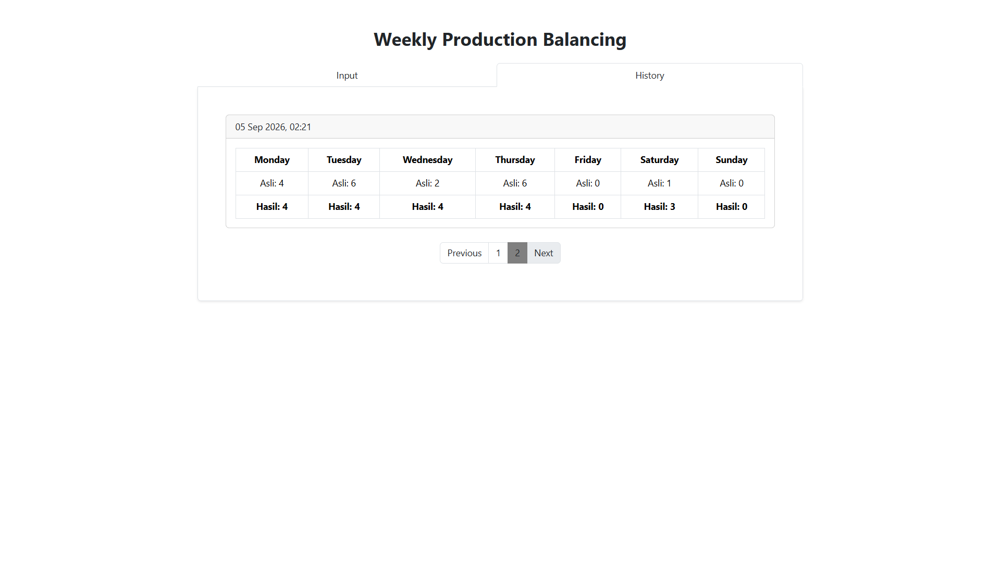 Weekly Production Balancing
Input History
05 Sep 2026, 02:21
Monday Tuesday Wednesday Thursday Friday Saturday Sunday
Asli: 4 Asli: 6 Asli: 2 Asli: 6 Asli: 0 Asli: 1 Asli: 0
Hasil: 4 Hasil: 4 Hasil: 4 Hasil: 4 Hasil: 0 Hasil: 3 Hasil: 0
Previous 1 2 Next